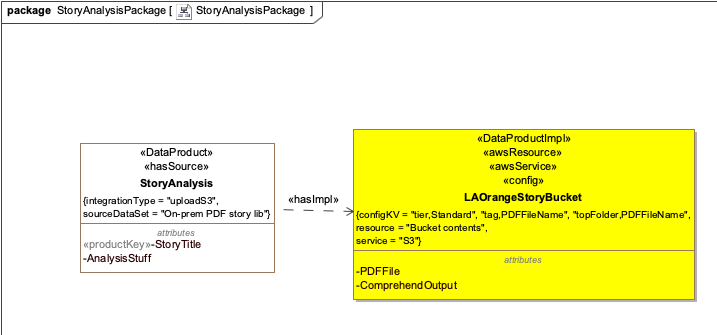 package StoryAnalysisPackage [ StoryAnalysisPackage ]
«DataProduct»
«hasSource»
StoryAnalysis
{integrationType = "uploadS3",
sourceDataSet = "On-prem PDF story lib"}
attributes
«productKey»-StoryTitle
-AnalysisStuff
«hasImpl»
«DataProductImpl»
«awsResource»
«awsService»
«config»
LAOrangeStoryBucket
{configKV = "tier,Standard", "tag,PDFFileName", "topFolder,PDFFileName",
resource = "Bucket contents",
service = "S3"}
attributes
-PDFFile
-ComprehendOutput